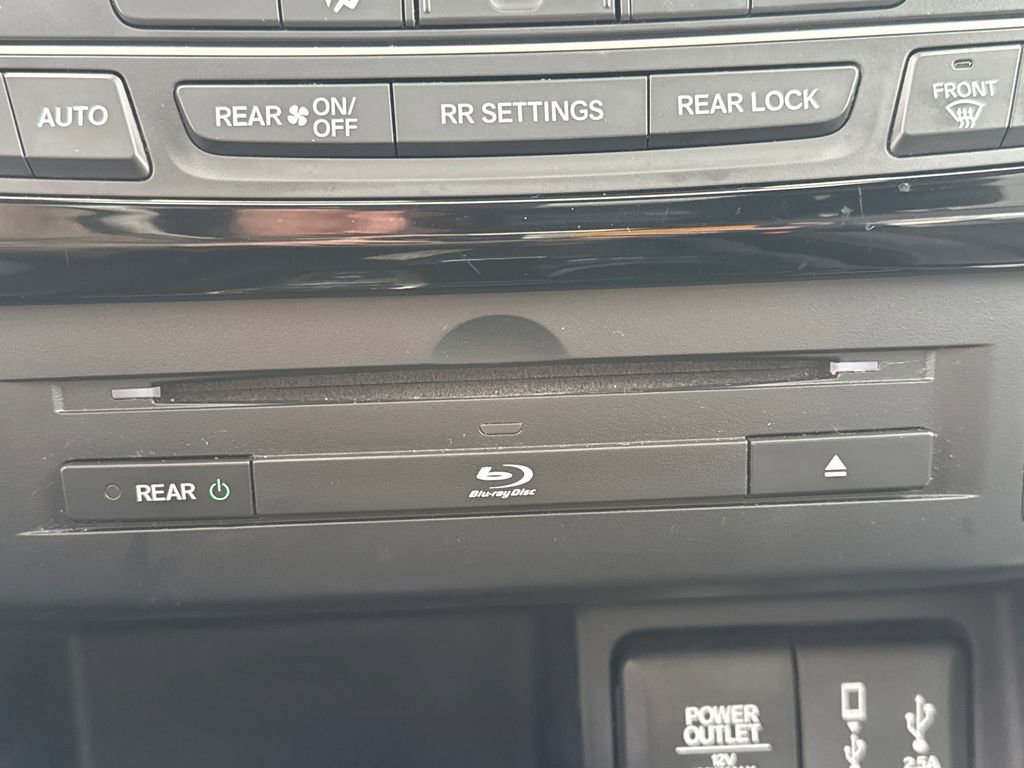 AUTO
REAR ON/
OFF
RR SETTINGS
REAR LOCK
FRONT
REAR
Blu-ray Disc
POWER
OUTLET
12V
2.5A